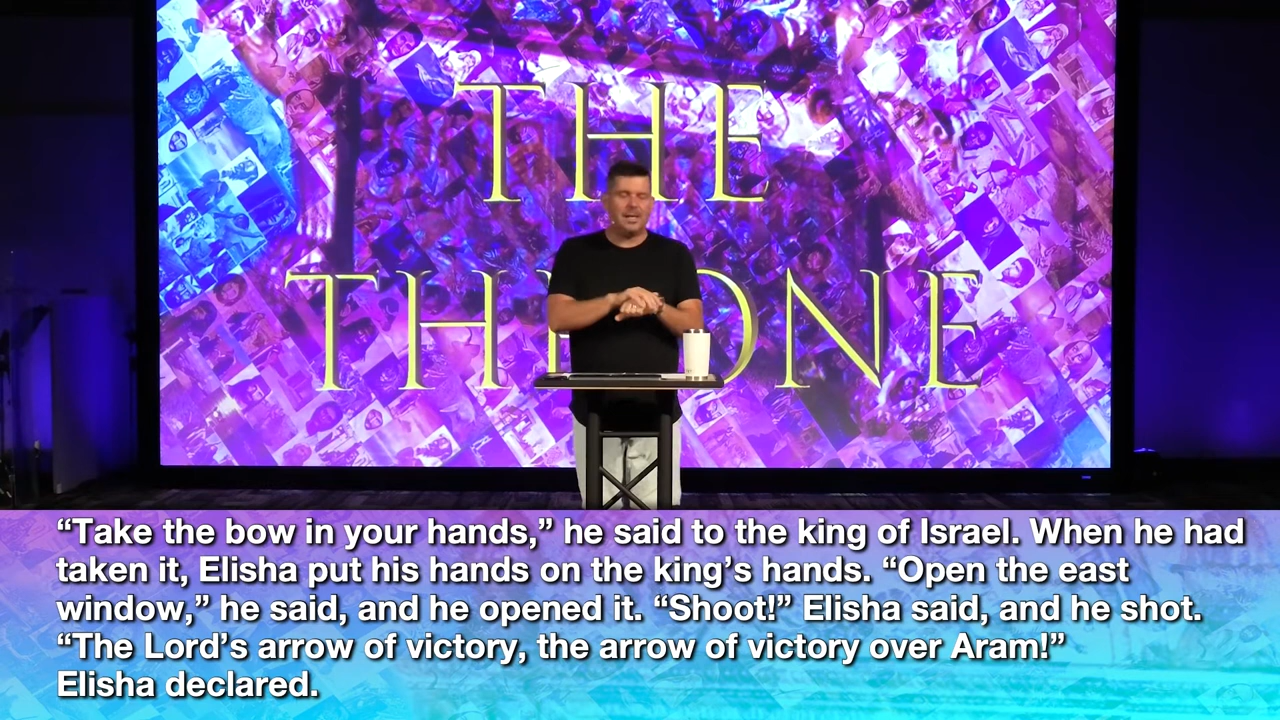 THE
THE ONE
“Take the bow in your hands,” he said to the king of Israel. When he had
taken it, Elisha put his hands on the king’s hands. “Open the east
window,” he said, and he opened it. “Shoot!” Elisha said, and he shot.
“The Lord’s arrow of victory, the arrow of victory over Aram!”
Elisha declared.